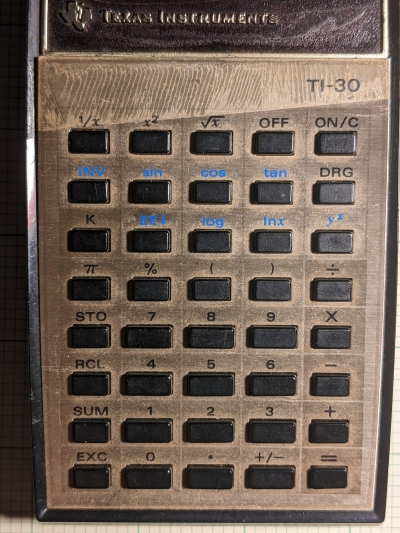 TEXAS INSTRUMENTS
TI-30
1/x x² √x OFF ON/C
INV sin cos tan DRG
K EE↓ log lnx yˣ
π % ( ) ÷
STO 7 8 9 X
RCL 4 5 6 −
SUM 1 2 3 +
EXC 0 · +/− =